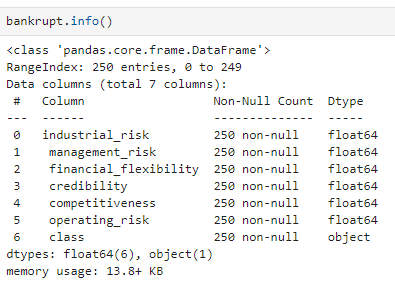 bankrupt.info()
<class 'pandas.core.frame.DataFrame'>
RangeIndex: 250 entries, 0 to 249
Data columns (total 7 columns):
 #   Column                  Non-Null Count  Dtype
---  ------                  --------------  -----
 0   industrial_risk         250 non-null    float64
 1    management_risk        250 non-null    float64
 2    financial_flexibility  250 non-null    float64
 3    credibility            250 non-null    float64
 4    competitiveness        250 non-null    float64
 5    operating_risk         250 non-null    float64
 6    class                  250 non-null    object
dtypes: float64(6), object(1)
memory usage: 13.8+ KB